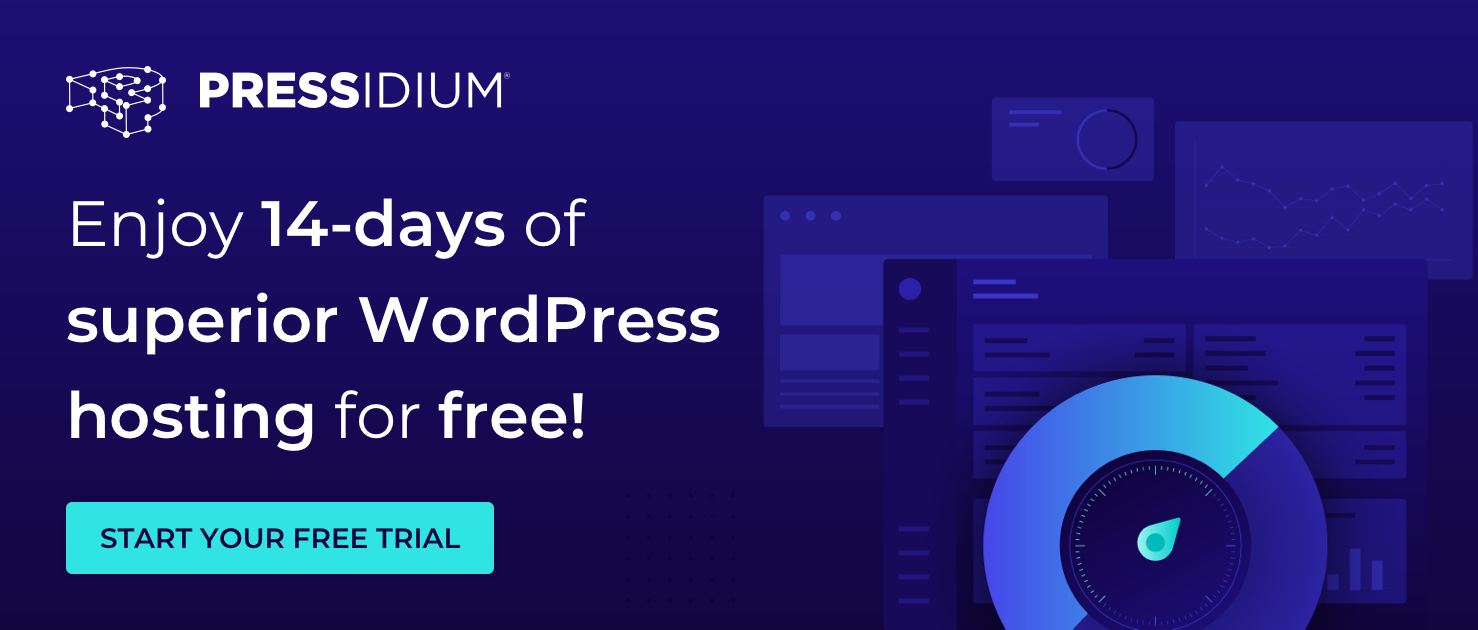 PRESSIDIUM®
Enjoy 14-days of
superior WordPress
hosting for free!
START YOUR FREE TRIAL